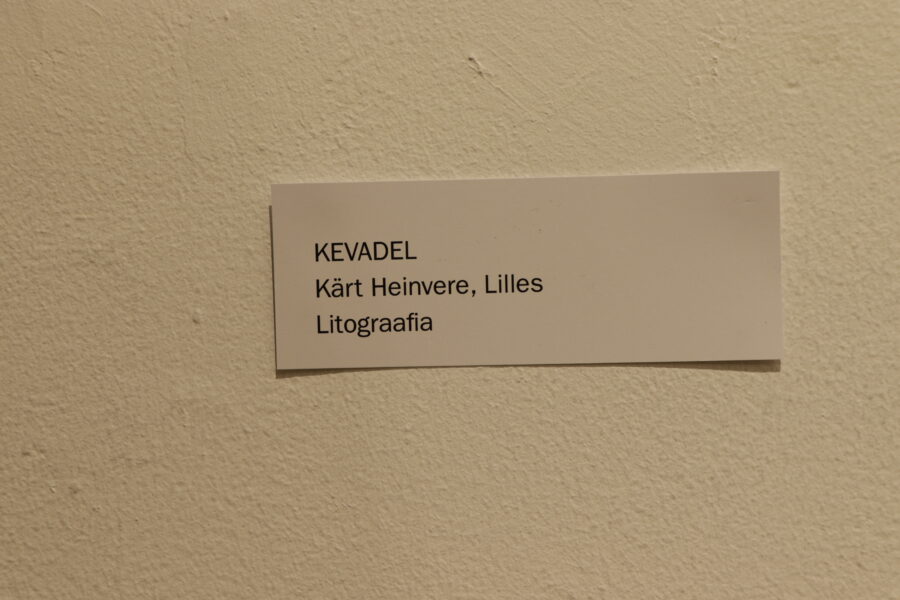 KEVADEL
Kärt Heinvere, Lilles
Litograafia